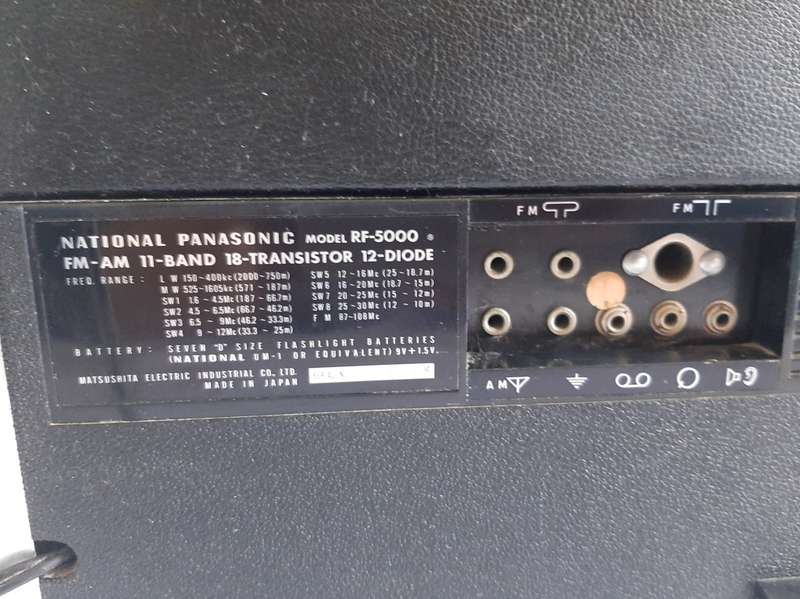 NATIONAL PANASONIC MODEL RF-5000 ®
FM-AM 11-BAND 18-TRANSISTOR 12-DIODE
FREQ. RANGE : L W 150-400kc (2000-750m)
M W 525-1605kc (571-187m)
SW1 1.6-4.5Mc (187-66.7m)
SW2 4.5-6.5Mc (66.7-46.2m)
SW3 6.5-9Mc (46.2-33.3m)
SW4 9-12Mc (33.3-25m)
SW5 12-16Mc (25-18.7m)
SW6 16-20Mc (18.7-15m)
SW7 20-25Mc (15-12m)
SW8 25-30Mc (12-10m)
F M 87-108Mc
BATTERY : SEVEN "D" SIZE FLASHLIGHT BATTERIES
(NATIONAL UM-1 OR EQUIVALENT) 9V+1.5V.
MATSUSHITA ELECTRIC INDUSTRIAL CO., LTD.
MADE IN JAPAN
FM
FM
AM